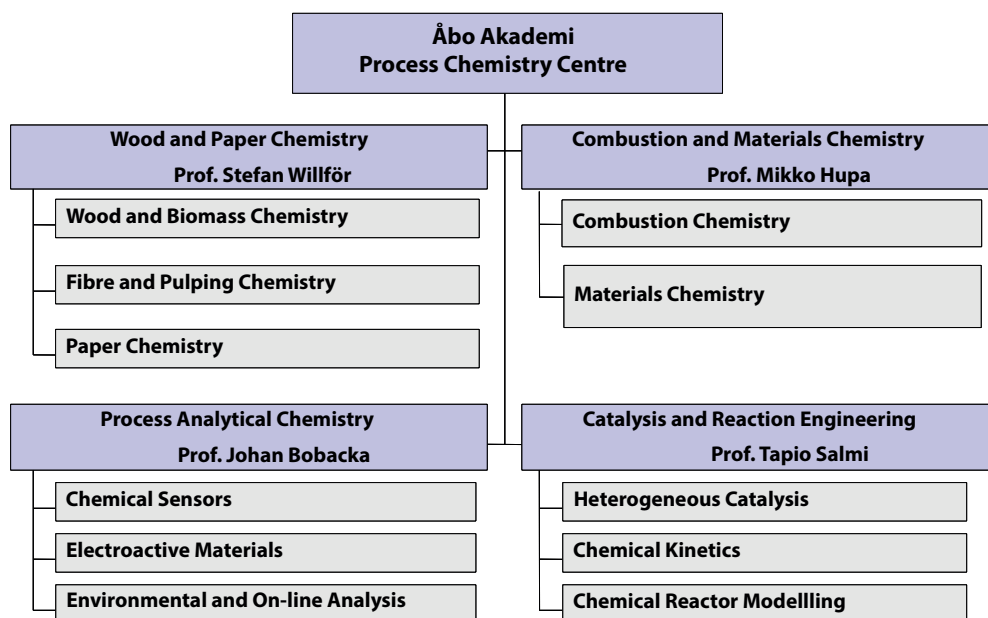 Åbo Akademi
Process Chemistry Centre
Wood and Paper Chemistry
Prof. Stefan Willför
Wood and Biomass Chemistry
Fibre and Pulping Chemistry
Paper Chemistry
Combustion and Materials Chemistry
Prof. Mikko Hupa
Combustion Chemistry
Materials Chemistry
Process Analytical Chemistry
Prof. Johan Bobacka
Chemical Sensors
Electroactive Materials
Environmental and On-line Analysis
Catalysis and Reaction Engineering
Prof. Tapio Salmi
Heterogeneous Catalysis
Chemical Kinetics
Chemical Reactor Modellling